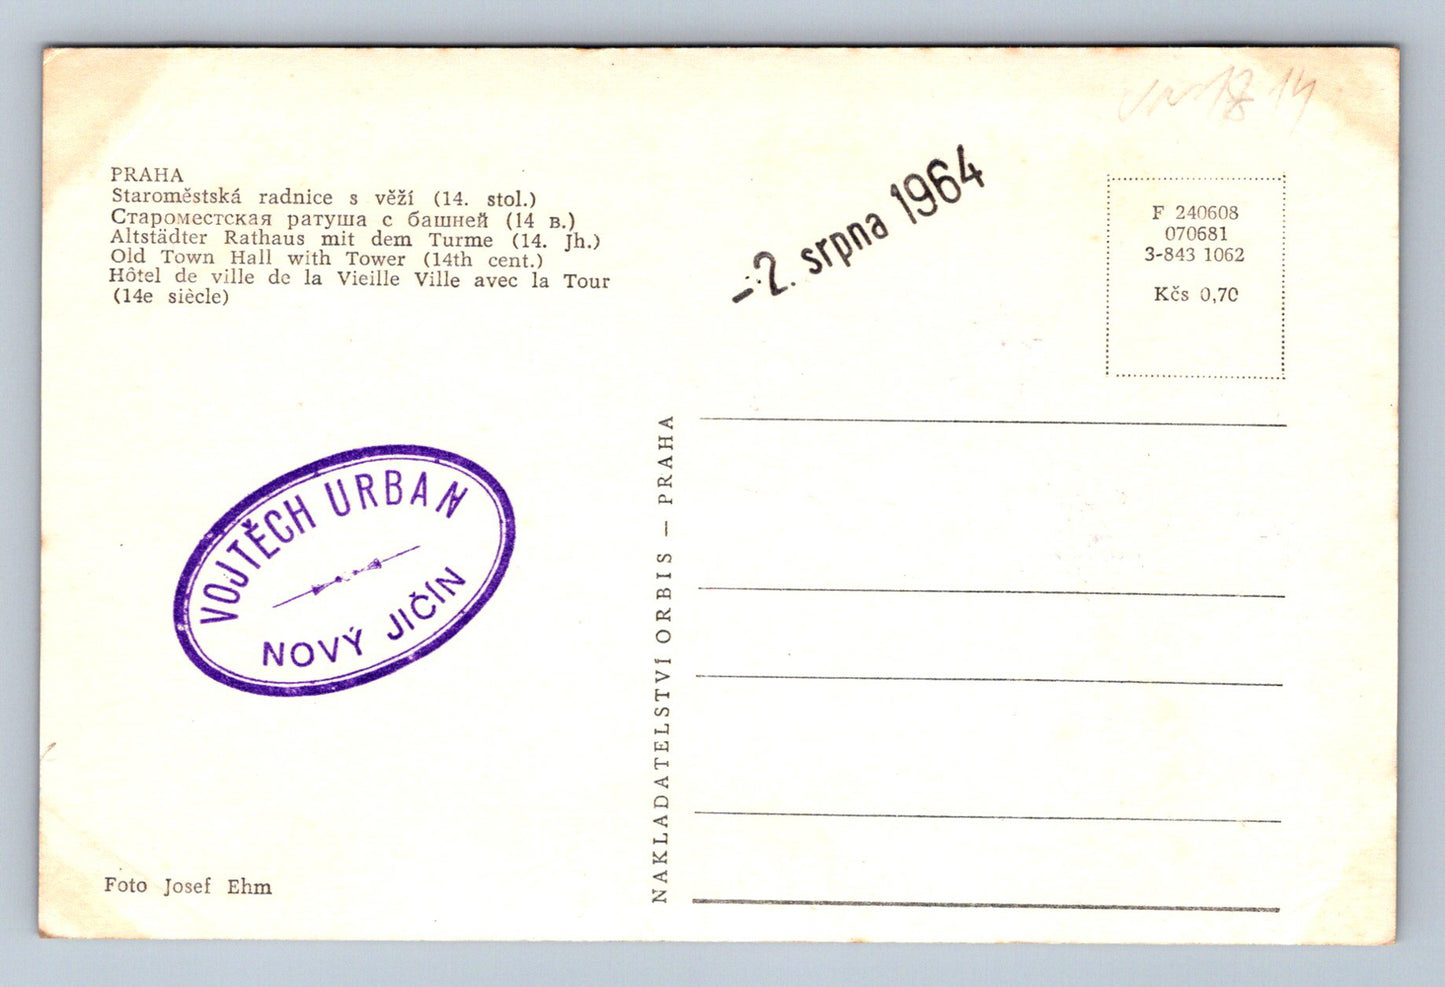 PRAHA
Staroměstská radnice s věží (14. stol.)
Староместская ратуша с башней (14 в.)
Altstädter Rathaus mit dem Turme (14. Jh.)
Old Town Hall with Tower (14th cent.)
Hôtel de ville de la Vieille Ville avec la Tour
(14e siècle)
-2. srpna 1964
F 240608
070681
3-843 1062
Kčs 0,70
VOJTĚCH URBAN
NOVÝ JIČÍN
NAKLADATELSTVÍ ORBIS — PRAHA
Foto Josef Ehm